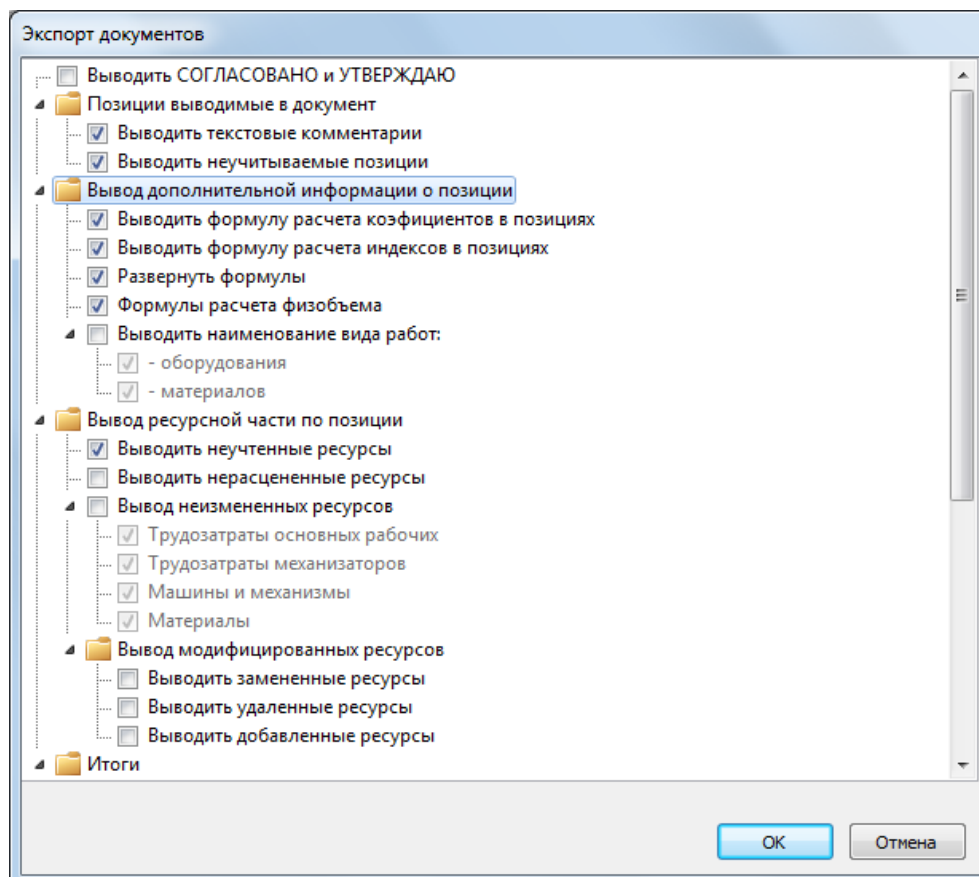 Экспорт документов
Выводить СОГЛАСОВАНО и УТВЕРЖДАЮ
Позиции выводимые в документ
Выводить текстовые комментарии
Выводить неучитываемые позиции
Вывод дополнительной информации о позиции
Выводить формулу расчета коэфициентов в позициях
Выводить формулу расчета индексов в позициях
Развернуть формулы
Формулы расчета физобъема
Выводить наименование вида работ:
- оборудования
- материалов
Вывод ресурсной части по позиции
Выводить неучтенные ресурсы
Выводить нерасцененные ресурсы
Вывод неизмененных ресурсов
Трудозатраты основных рабочих
Трудозатраты механизаторов
Машины и механизмы
Материалы
Вывод модифицированных ресурсов
Выводить замененные ресурсы
Выводить удаленные ресурсы
Выводить добавленные ресурсы
Итоги
ОК Отмена